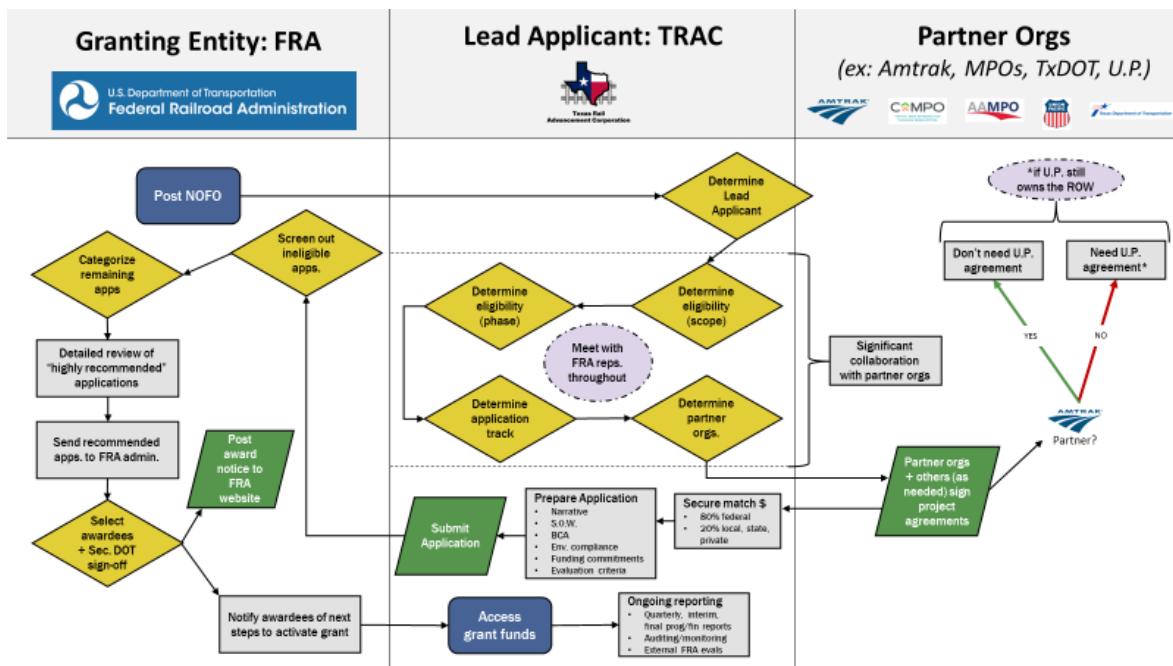 Granting Entity: FRA
U.S. Department of Transportation
Federal Railroad Administration
Lead Applicant: TRAC
Texas Rail
Advancement Corporation
Partner Orgs
(ex: Amtrak, MPOs, TxDOT, U.P.)
AMTRAK
CAMPO
AAMPO
UNION
PACIFIC
Texas Department of Transportation
Post NOFO
Screen out
ineligible
apps.
Categorize
remaining
apps
Detailed review of
“highly recommended”
applications
Send recommended
apps. to FRA admin.
Post
award
notice to
FRA
website
Select
awardees
+ Sec. DOT
sign-off
Notify awardees of next
steps to activate grant
Determine
Lead
Applicant
Determine
eligibility
(phase)
Determine
eligibility
(scope)
Meet with
FRA reps.
throughout
Determine
application
track
Determine
partner
orgs.
Submit
Application
Prepare Application
• Narrative
• S.O.W.
• BCA
• Env. compliance
• Funding commitments
• Evaluation criteria
Secure match $
• 80% federal
• 20% local, state,
private
Access
grant funds
Ongoing reporting
• Quarterly, interim,
final prog/fin reports
• Auditing/monitoring
• External FRA evals
*if U.P. still
owns the ROW
Don’t need U.P.
agreement
Need U.P.
agreement*
YES
NO
Significant
collaboration
with partner orgs
AMTRAK
Partner?
Partner orgs
+ others (as
needed) sign
project
agreements